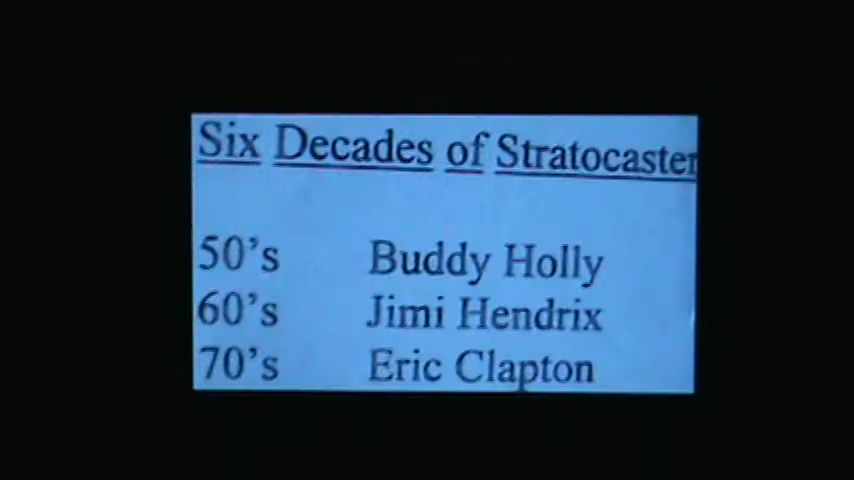 Six Decades of Stratocaster
50's Buddy Holly
60's Jimi Hendrix
70's Eric Clapton